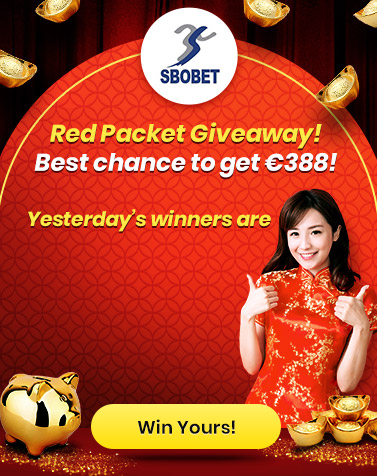 SBOBET
Red Packet Giveaway!
Best chance to get €388!
Yesterday's winners are
Win Yours!